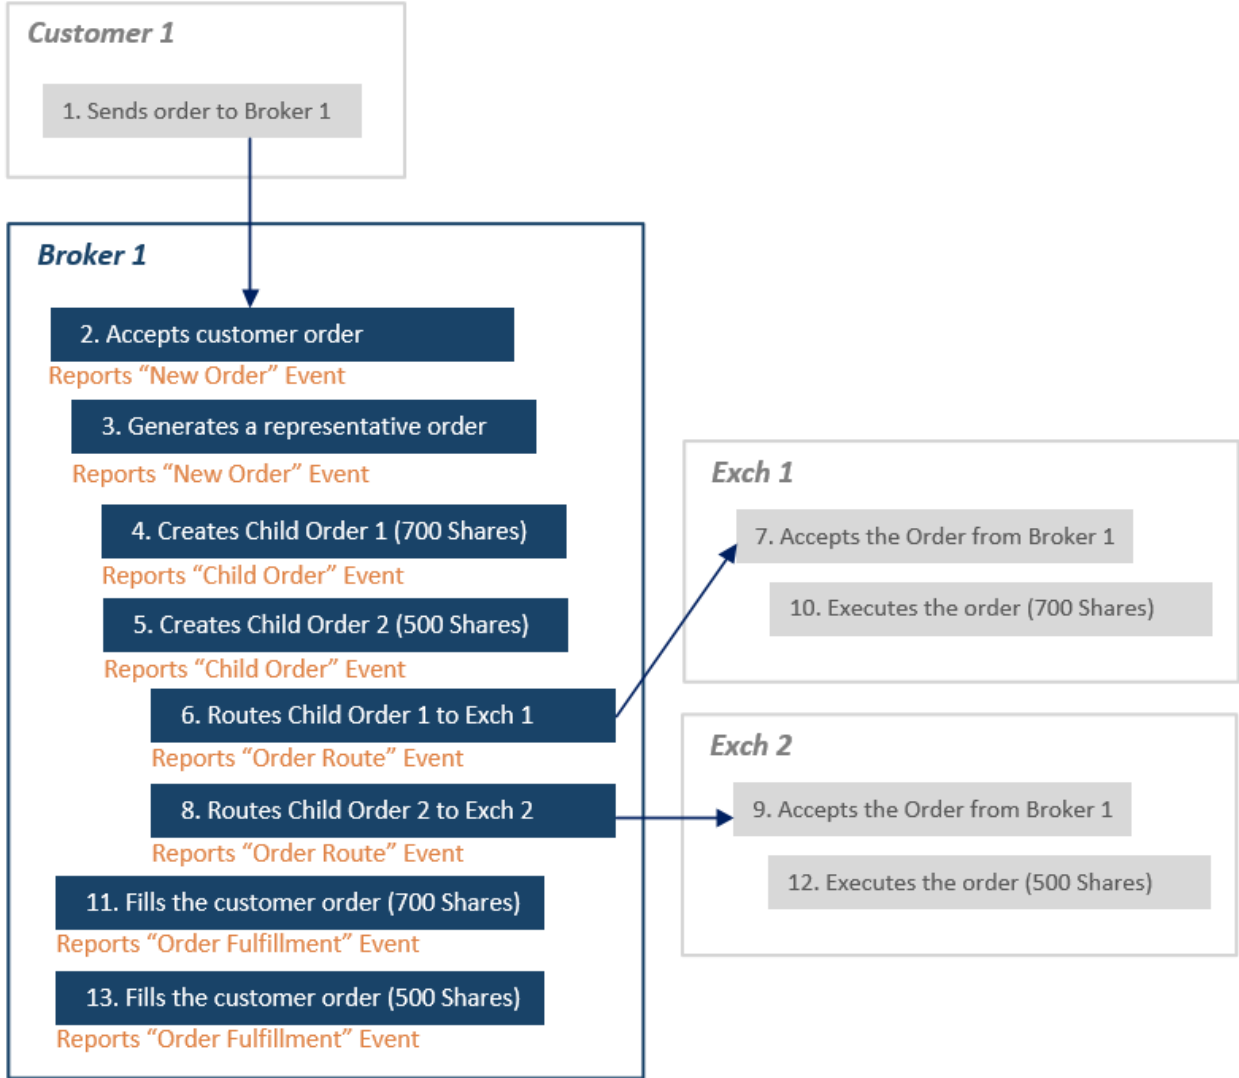 Customer 1
1. Sends order to Broker 1
Broker 1
2. Accepts customer order
Reports “New Order” Event
3. Generates a representative order
Reports “New Order” Event
4. Creates Child Order 1 (700 Shares)
Reports “Child Order” Event
5. Creates Child Order 2 (500 Shares)
Reports “Child Order” Event
6. Routes Child Order 1 to Exch 1
Reports “Order Route” Event
8. Routes Child Order 2 to Exch 2
Reports “Order Route” Event
11. Fills the customer order (700 Shares)
Reports “Order Fulfillment” Event
13. Fills the customer order (500 Shares)
Reports “Order Fulfillment” Event
Exch 1
7. Accepts the Order from Broker 1
10. Executes the order (700 Shares)
Exch 2
9. Accepts the Order from Broker 1
12. Executes the order (500 Shares)